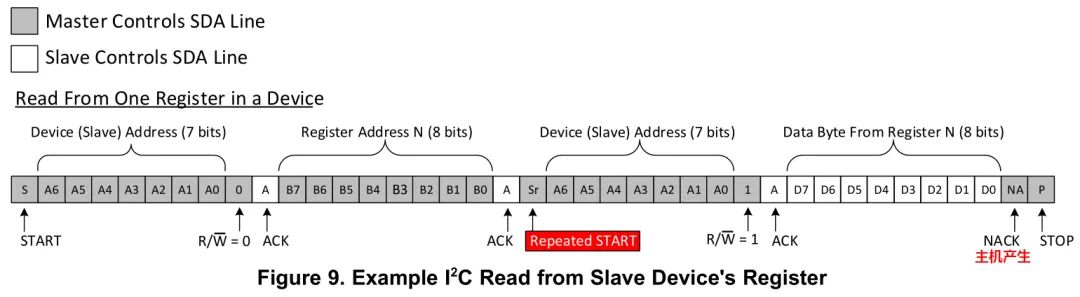 Master Controls SDA Line
Slave Controls SDA Line
Read From One Register in a Device
Device (Slave) Address (7 bits) Register Address N (8 bits) Device (Slave) Address (7 bits) Data Byte From Register N (8 bits)
S A6 A5 A4 A3 A2 A1 A0 0 A B7 B6 B5 B4 B3 B2 B1 B0 A Sr A6 A5 A4 A3 A2 A1 A0 1 A D7 D6 D5 D4 D3 D2 D1 D0 NA P
START R/W̅ = 0 ACK ACK Repeated START R/W̅ = 1 ACK NACK STOP
主机产生
Figure 9. Example I²C Read from Slave Device's Register